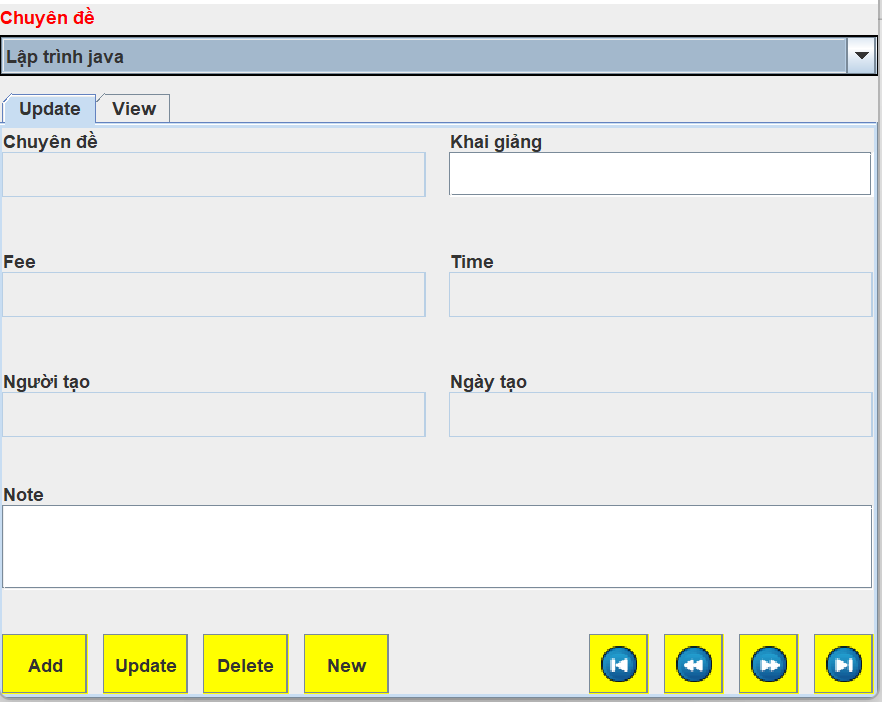 Chuyên đề
Lập trình java
Update View
Chuyên đề Khai giảng
Fee Time
Người tạo Ngày tạo
Note
Add Update Delete New